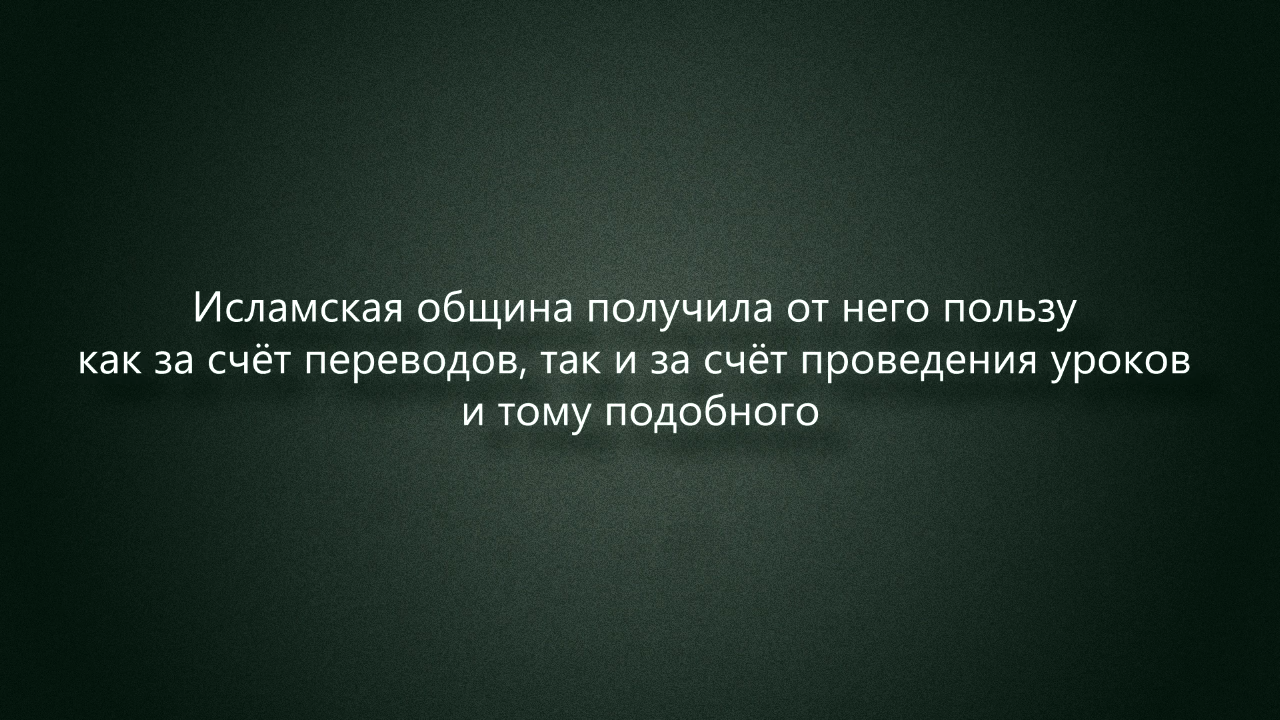 Исламская община получила от него пользу
как за счёт переводов, так и за счёт проведения уроков
и тому подобного